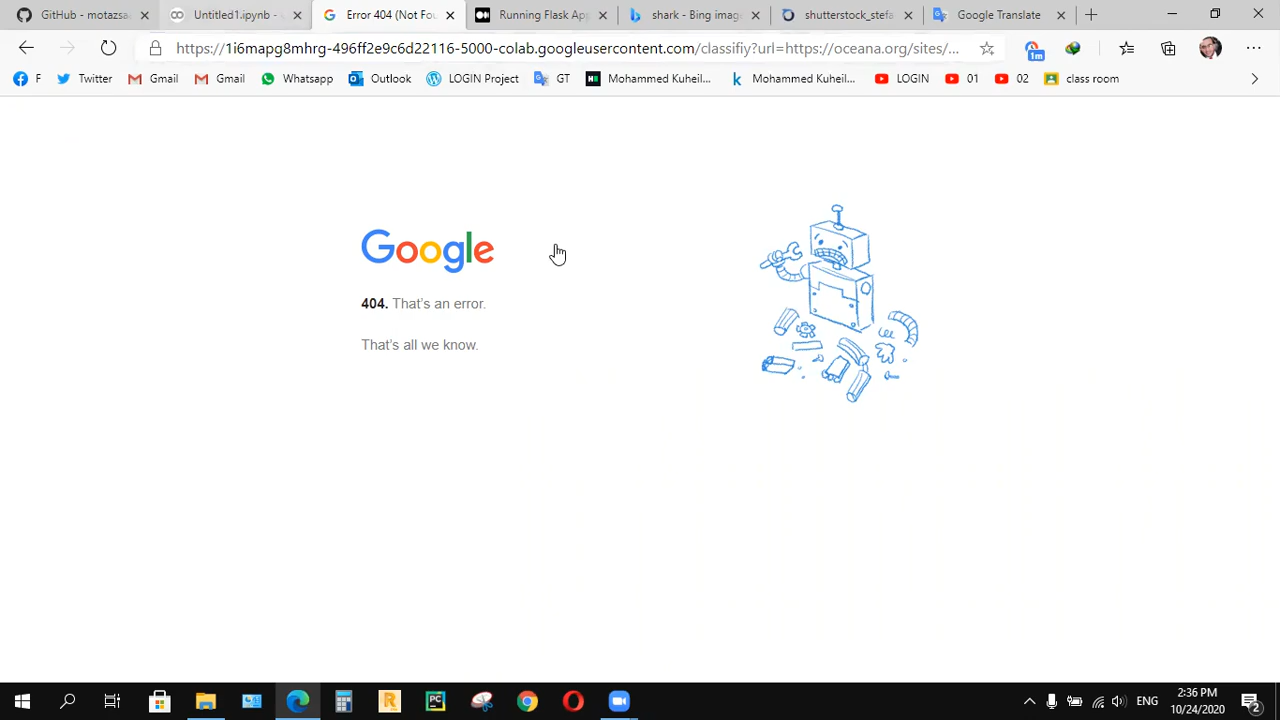 GitHub - motazsa
Untitled1.ipynb -
Error 404 (Not Fou
Running Flask App
shark - Bing imag
shutterstock_stefa
Google Translate
https://1i6mapg8mhrg-496ff2e9c6d22116-5000-colab.googleusercontent.com/classifiy?url=https://oceana.org/sites/...
1m
F
Twitter
Gmail
Gmail
Whatsapp
Outlook
LOGIN Project
GT
Mohammed Kuheil...
Mohammed Kuheil...
LOGIN
01
02
class room
Google
404. That's an error.
That's all we know.
ENG
2:36 PM
10/24/2020
2